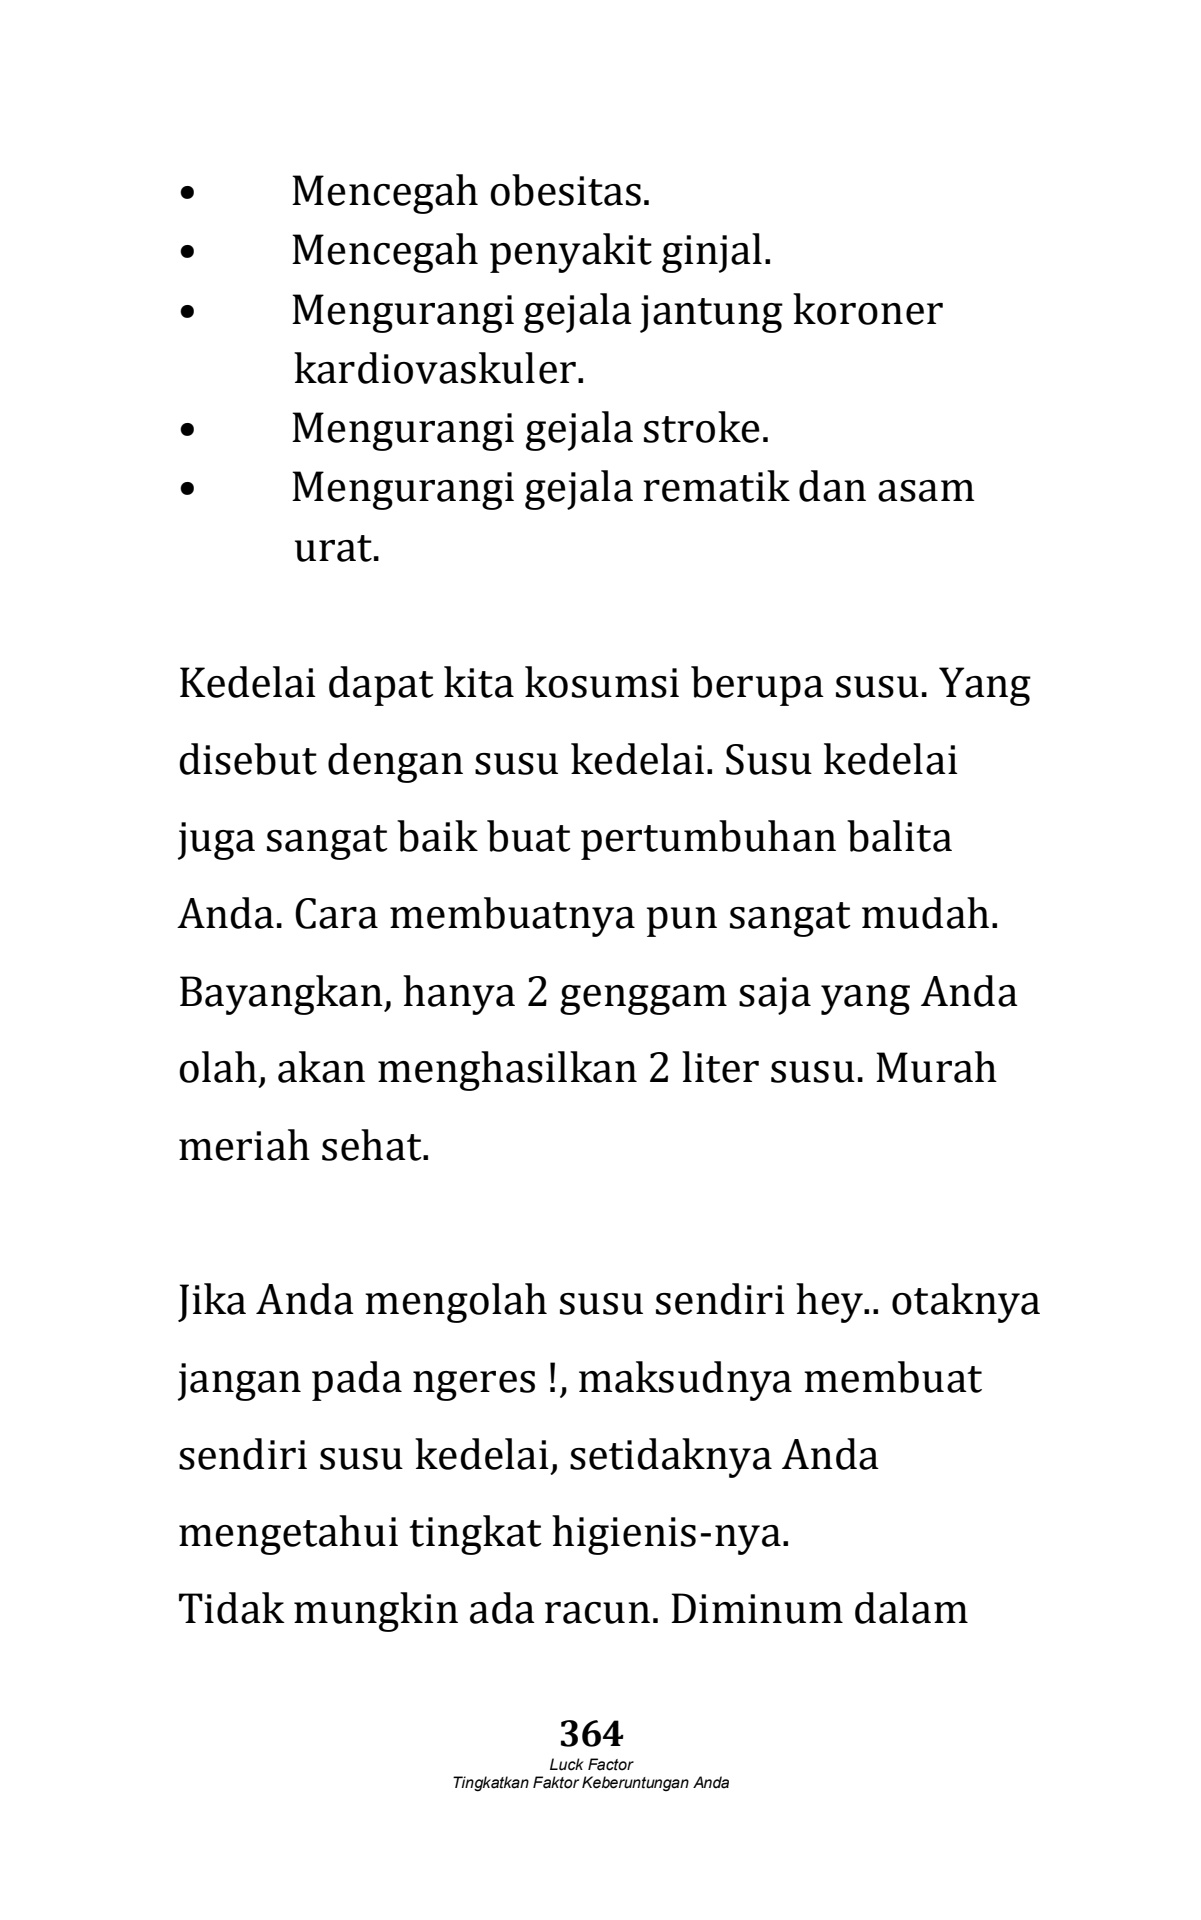 • Mencegah obesitas.
• Mencegah penyakit ginjal.
• Mengurangi gejala jantung koroner
kardiovaskuler.
• Mengurangi gejala stroke.
• Mengurangi gejala rematik dan asam
urat.
Kedelai dapat kita kosumsi berupa susu. Yang
disebut dengan susu kedelai. Susu kedelai
juga sangat baik buat pertumbuhan balita
Anda. Cara membuatnya pun sangat mudah.
Bayangkan, hanya 2 genggam saja yang Anda
olah, akan menghasilkan 2 liter susu. Murah
meriah sehat.
Jika Anda mengolah susu sendiri hey.. otaknya
jangan pada ngeres !, maksudnya membuat
sendiri susu kedelai, setidaknya Anda
mengetahui tingkat higienis-nya.
Tidak mungkin ada racun. Diminum dalam
364
Luck Factor
Tingkatkan Faktor Keberuntungan Anda